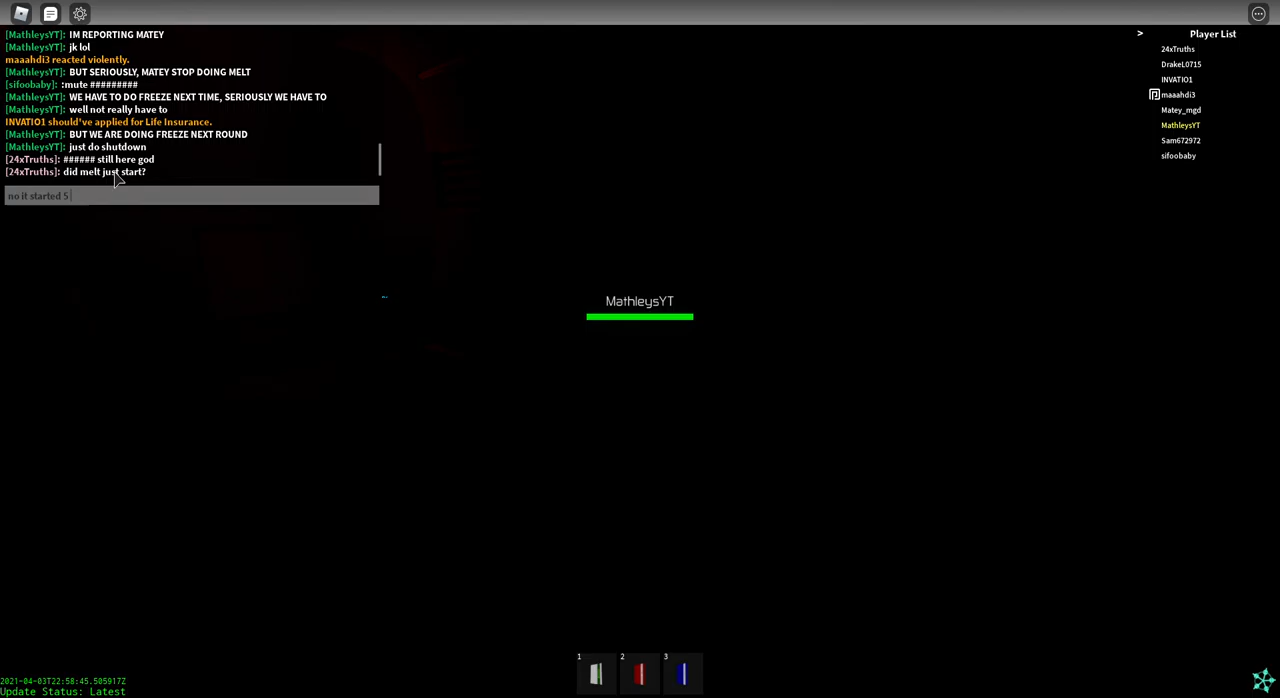 [MathleysYT]: IM REPORTING MATEY
[MathleysYT]: jk lol
maaahdi3 reacted violently.
[MathleysYT]: BUT SERIOUSLY, MATEY STOP DOING MELT
[sifoobaby]: :mute #########
[MathleysYT]: WE HAVE TO DO FREEZE NEXT TIME, SERIOUSLY WE HAVE TO
[MathleysYT]: well not really have to
INVATIO1 should've applied for Life Insurance.
[MathleysYT]: BUT WE ARE DOING FREEZE NEXT ROUND
[MathleysYT]: just do shutdown
[24xTruths]: ###### still here god
[24xTruths]: did melt just start?
no it started 5
> Player List
24xTruths
DrakeL0715
INVATIO1
maaahdi3
Matey_mgd
MathleysYT
Sam672972
sifoobaby
MathleysYT
1 2 3
2021-04-03T22:58:45.505917Z
Update Status: Latest